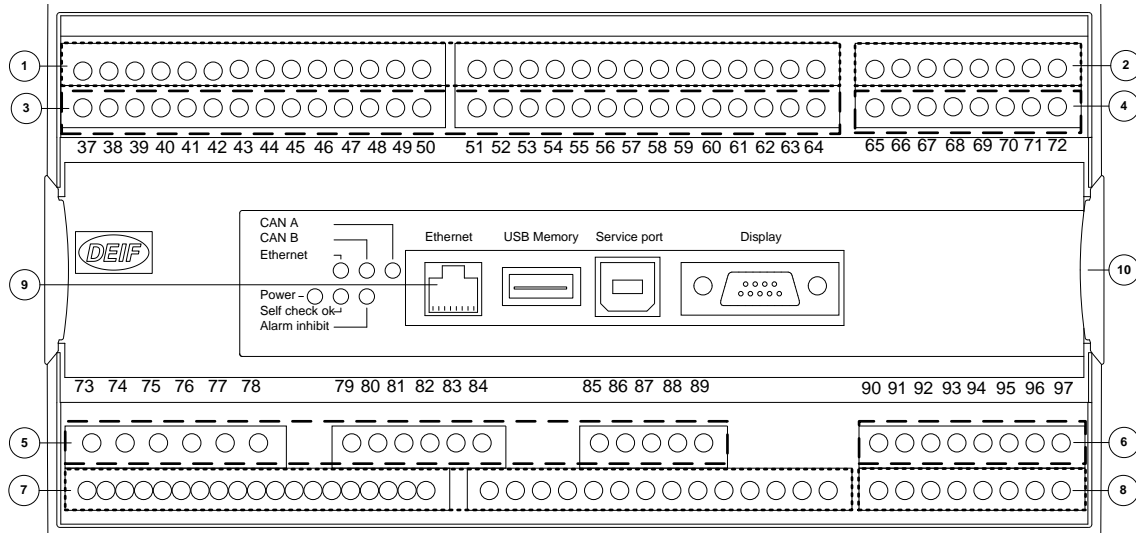 1 2
3 4
37 38 39 40 41 42 43 44 45 46 47 48 49 50 51 52 53 54 55 56 57 58 59 60 61 62 63 64 65 66 67 68 69 70 71 72
CAN A
CAN B
Ethernet
Ethernet USB Memory Service port Display
DEIF
9 10
Power
Self check ok
Alarm inhibit
73 74 75 76 77 78 79 80 81 82 83 84 85 86 87 88 89 90 91 92 93 94 95 96 97
5 6
7 8